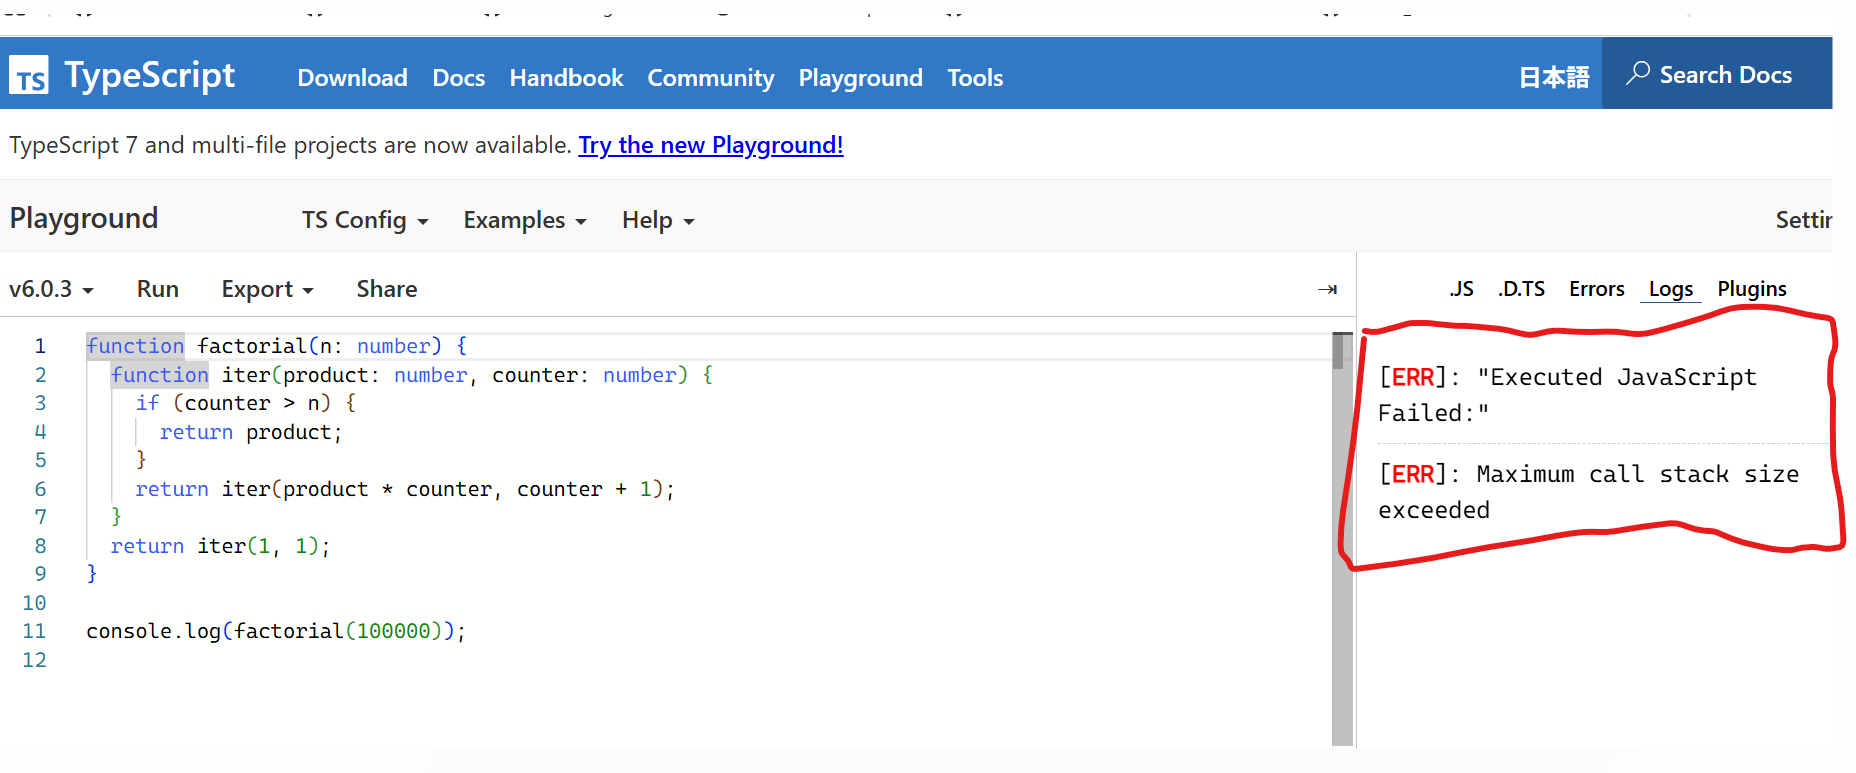 TS TypeScript Download Docs Handbook Community Playground Tools 日本語 Search Docs
TypeScript 7 and multi-file projects are now available. Try the new Playground!
Playground TS Config Examples Help
v6.0.3 Run Export Share .JS .D.TS Errors Logs Plugins
1 function factorial(n: number) {
2   function iter(product: number, counter: number) {
3     if (counter > n) {
4       return product;
5     }
6     return iter(product * counter, counter + 1);
7   }
8   return iter(1, 1);
9 }
10
11 console.log(factorial(100000));
12
[ERR]: "Executed JavaScript
Failed:"
[ERR]: Maximum call stack size
exceeded